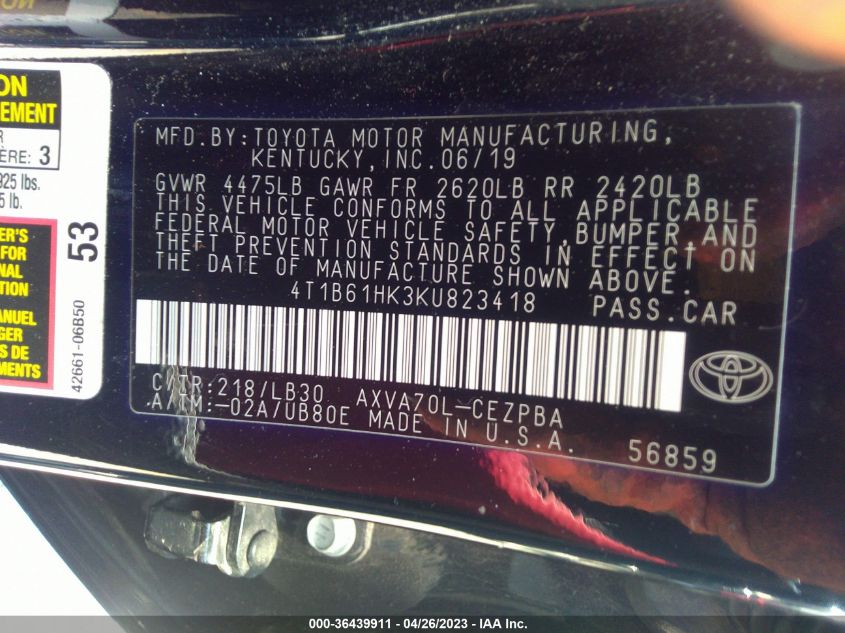 ON
EMENT
R
ÈRE: 3
925 lbs.
5 lb.
ER'S
FOR
NAL
TION
MANUEL
GER
S DE
MENT
53
42661-06B50
MFD.BY:TOYOTA MOTOR MANUFACTURING,
KENTUCKY,INC.06/19
GVWR 4475LB GAWR FR 2620LB RR 2420LB
THIS VEHICLE CONFORMS TO ALL APPLICABLE
FEDERAL MOTOR VEHICLE SAFETY,BUMPER,AND
THEFT PREVENTION STANDARDS IN EFFECT ON
THE DATE OF MANUFACTURE SHOWN ABOVE.
4T1B61HK3KU823418 PASS.CAR
C/TR:218/LB30 AXVA70L-CEZPBA
A/TM:-02A/UB80E MADE IN U.S.A.
56859
000-36439911 - 04/26/2023 - IAA Inc.